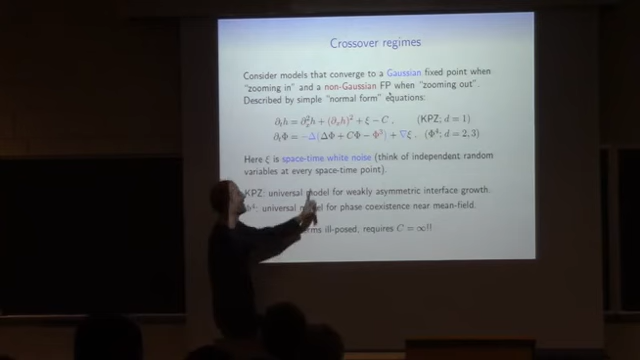 Crossover regimes
Consider models that converge to a Gaussian fixed point when
"zooming in" and a non-Gaussian FP when "zooming out".
Described by simple "normal form" equations:
∂ₜh = ∂ₓ²h + (∂ₓh)² + ξ − C , (KPZ; d = 1)
∂ₜΦ = −Δ(ΔΦ + CΦ − Φ³) + ∇ξ . (Φ⁴; d = 2, 3)
Here ξ is space-time white noise (think of independent random
variables at every space-time point).
KPZ: universal model for weakly asymmetric interface growth.
universal model for phase coexistence near mean-field.
ill-posed, requires C = ∞!!